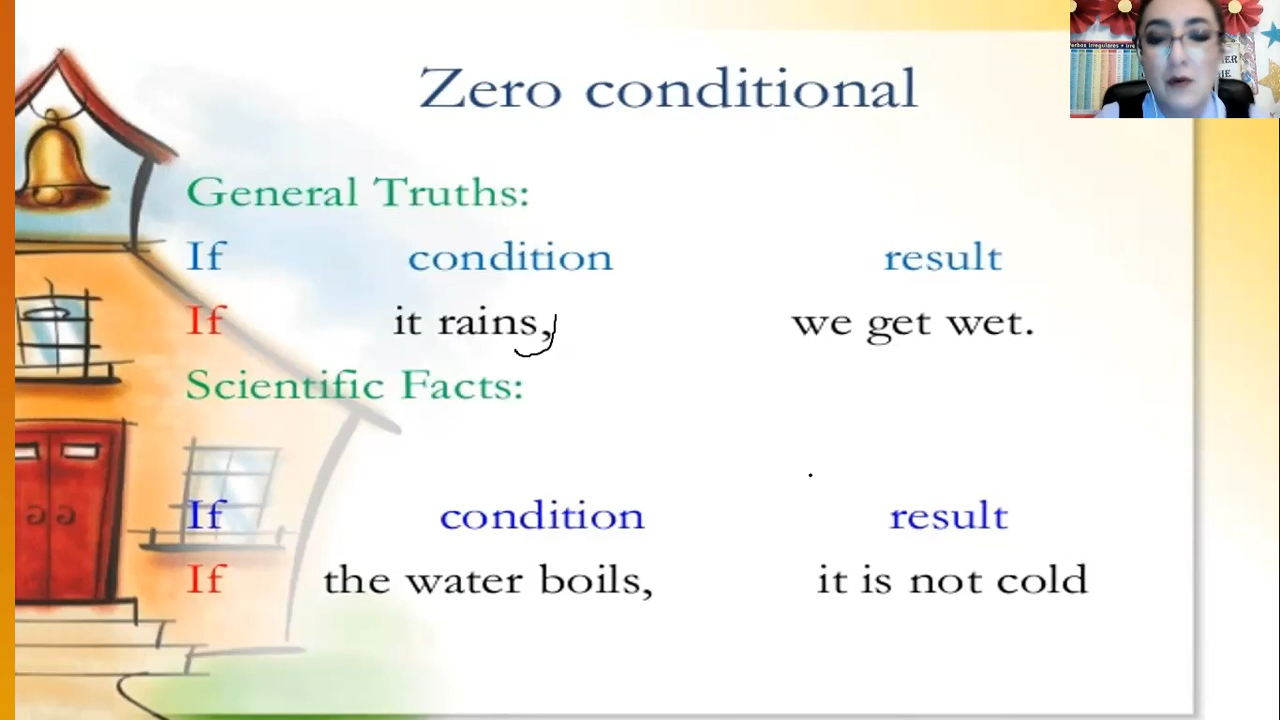 Zero conditional
General Truths:
If condition result
If it rains, we get wet.
Scientific Facts:
If condition result
If the water boils, it is not cold